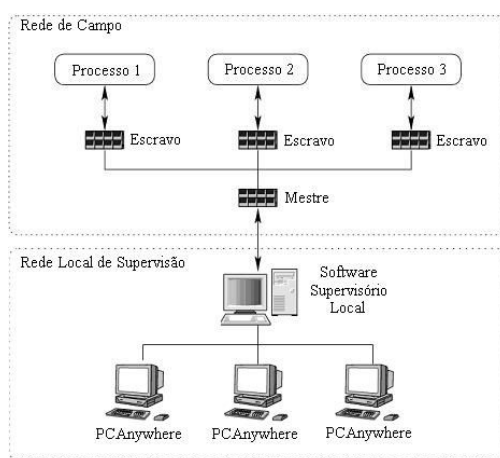 Rede de Campo
Processo 1
Processo 2
Processo 3
Escravo
Escravo
Escravo
Mestre
Rede Local de Supervisão
Software
Supervisório
Local
PCAnywhere
PCAnywhere
PCAnywhere